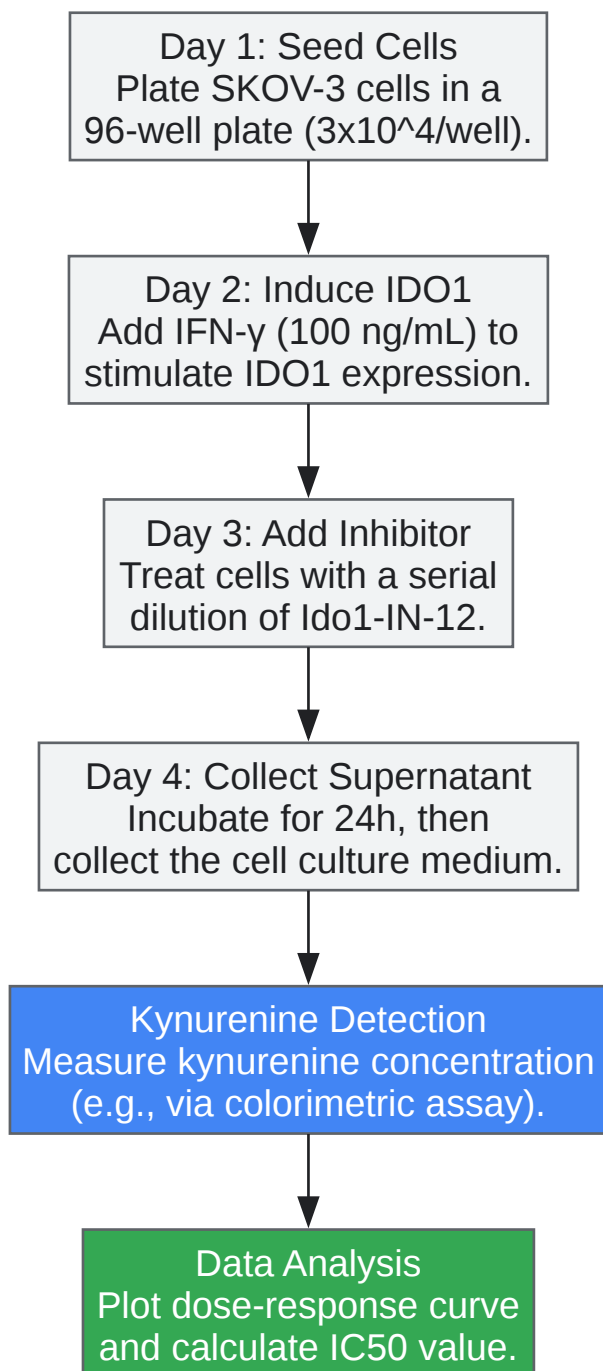 Day 1: Seed Cells
Plate SKOV-3 cells in a
96-well plate (3x10^4/well).
Day 2: Induce IDO1
Add IFN-γ (100 ng/mL) to
stimulate IDO1 expression.
Day 3: Add Inhibitor
Treat cells with a serial
dilution of Ido1-IN-12.
Day 4: Collect Supernatant
Incubate for 24h, then
collect the cell culture medium.
Kynurenine Detection
Measure kynurenine concentration
(e.g., via colorimetric assay).
Data Analysis
Plot dose-response curve
and calculate IC50 value.